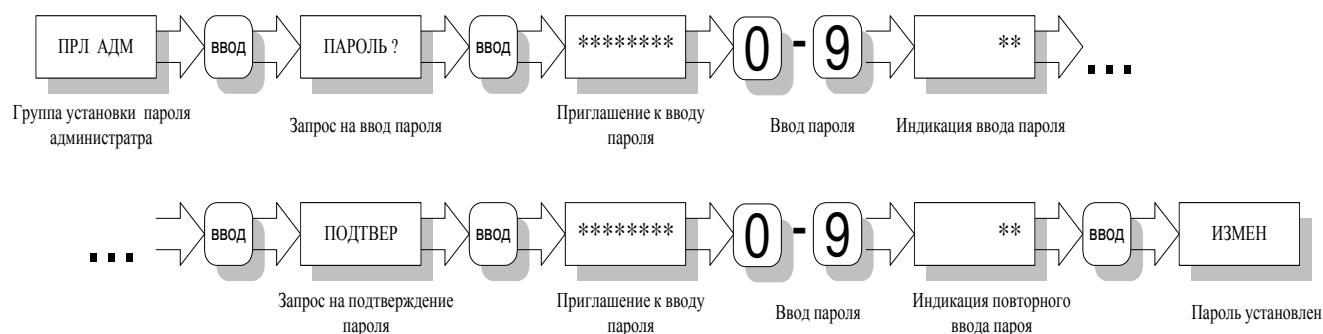 ПРЛ АДМ ВВОД ПАРОЛЬ ? ВВОД ******** 0 - 9 ** ...
Группа установки пароля
администратра
Запрос на ввод пароля
Приглашение к вводу
пароля
Ввод пароля
Индикация ввода пароля
... ВВОД ПОДТВЕР ВВОД ******** 0 - 9 ** ВВОД ИЗМЕН
Запрос на подтверждение
пароля
Приглашение к вводу
пароля
Ввод пароля
Индикация повторного
ввода пароя
Пароль установлен